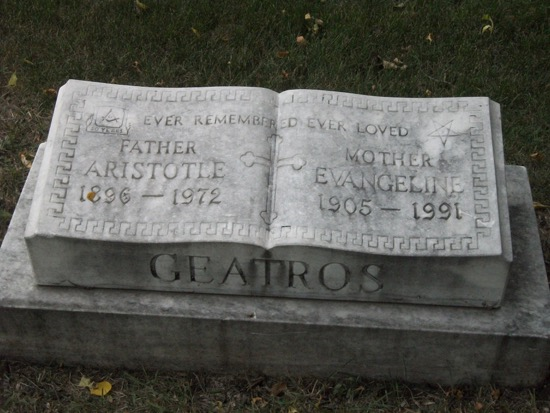 EVER REMEMBERED EVER LOVED
FATHER
ARISTOTLE
1896 — 1972
MOTHER
EVANGELINE
1905 — 1991
GEATROS